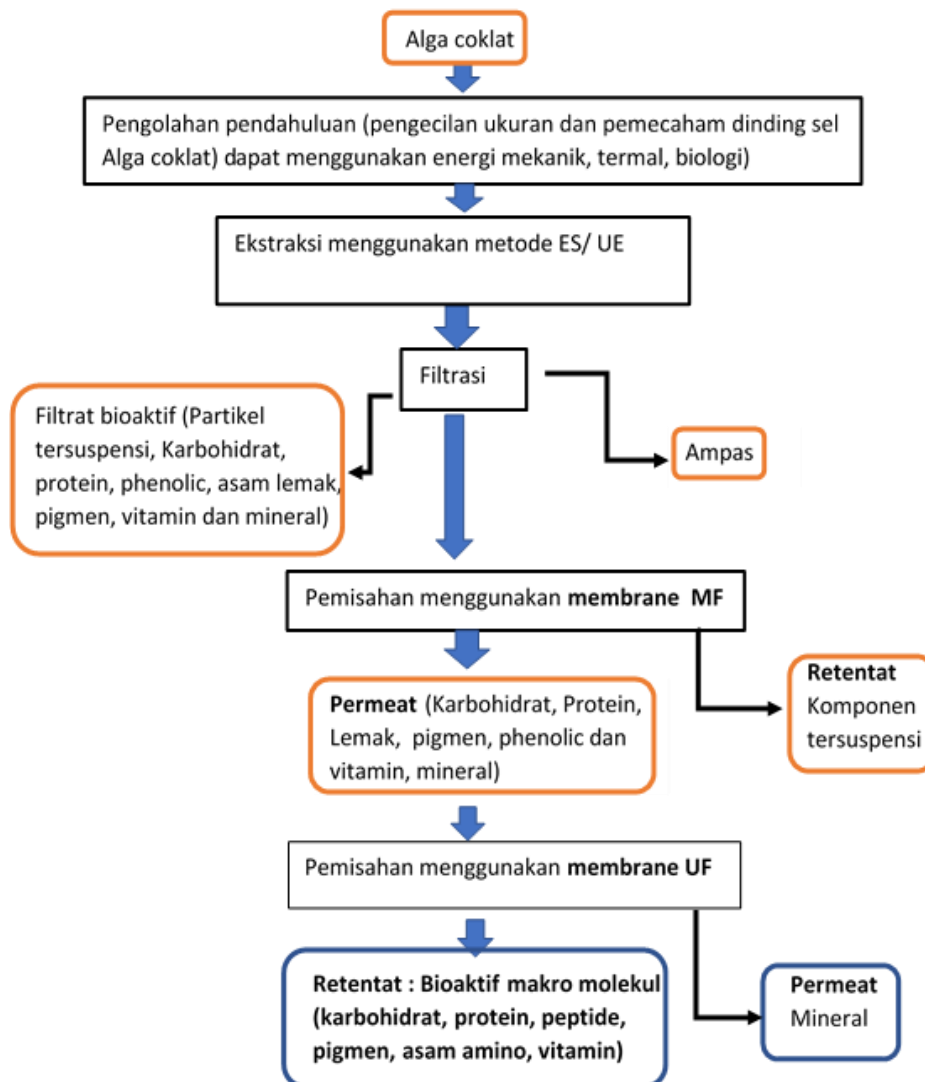 Alga coklat
Pengolahan pendahuluan (pengecilan ukuran dan pemecaham dinding sel
Alga coklat) dapat menggunakan energi mekanik, termal, biologi)
Ekstraksi menggunakan metode ES/ UE
Filtrasi
Filtrat bioaktif (Partikel
tersuspensi, Karbohidrat,
protein, phenolic, asam lemak,
pigmen, vitamin dan mineral)
Ampas
Pemisahan menggunakan membrane MF
Permeat (Karbohidrat, Protein,
Lemak, pigmen, phenolic dan
vitamin, mineral)
Retentat
Komponen
tersuspensi
Pemisahan menggunakan membrane UF
Retentat : Bioaktif makro molekul
(karbohidrat, protein, peptide,
pigmen, asam amino, vitamin)
Permeat
Mineral